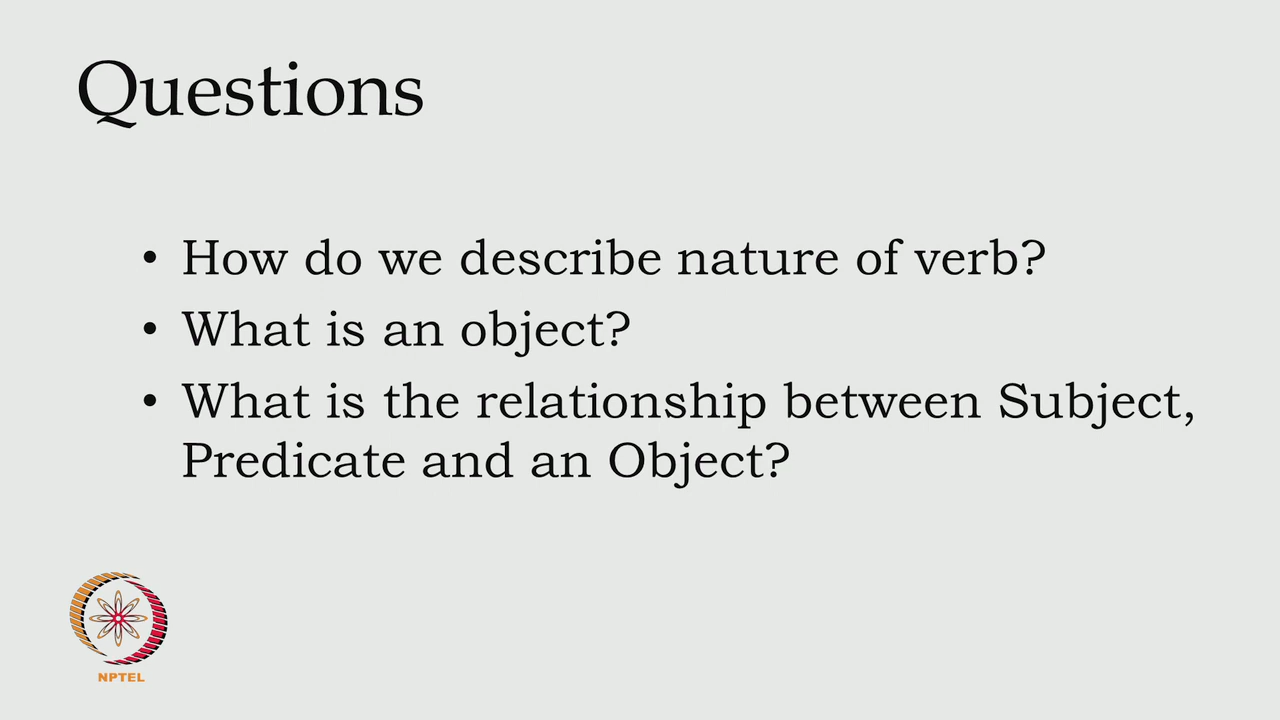 Questions
• How do we describe nature of verb?
• What is an object?
• What is the relationship between Subject,
Predicate and an Object?
NPTEL